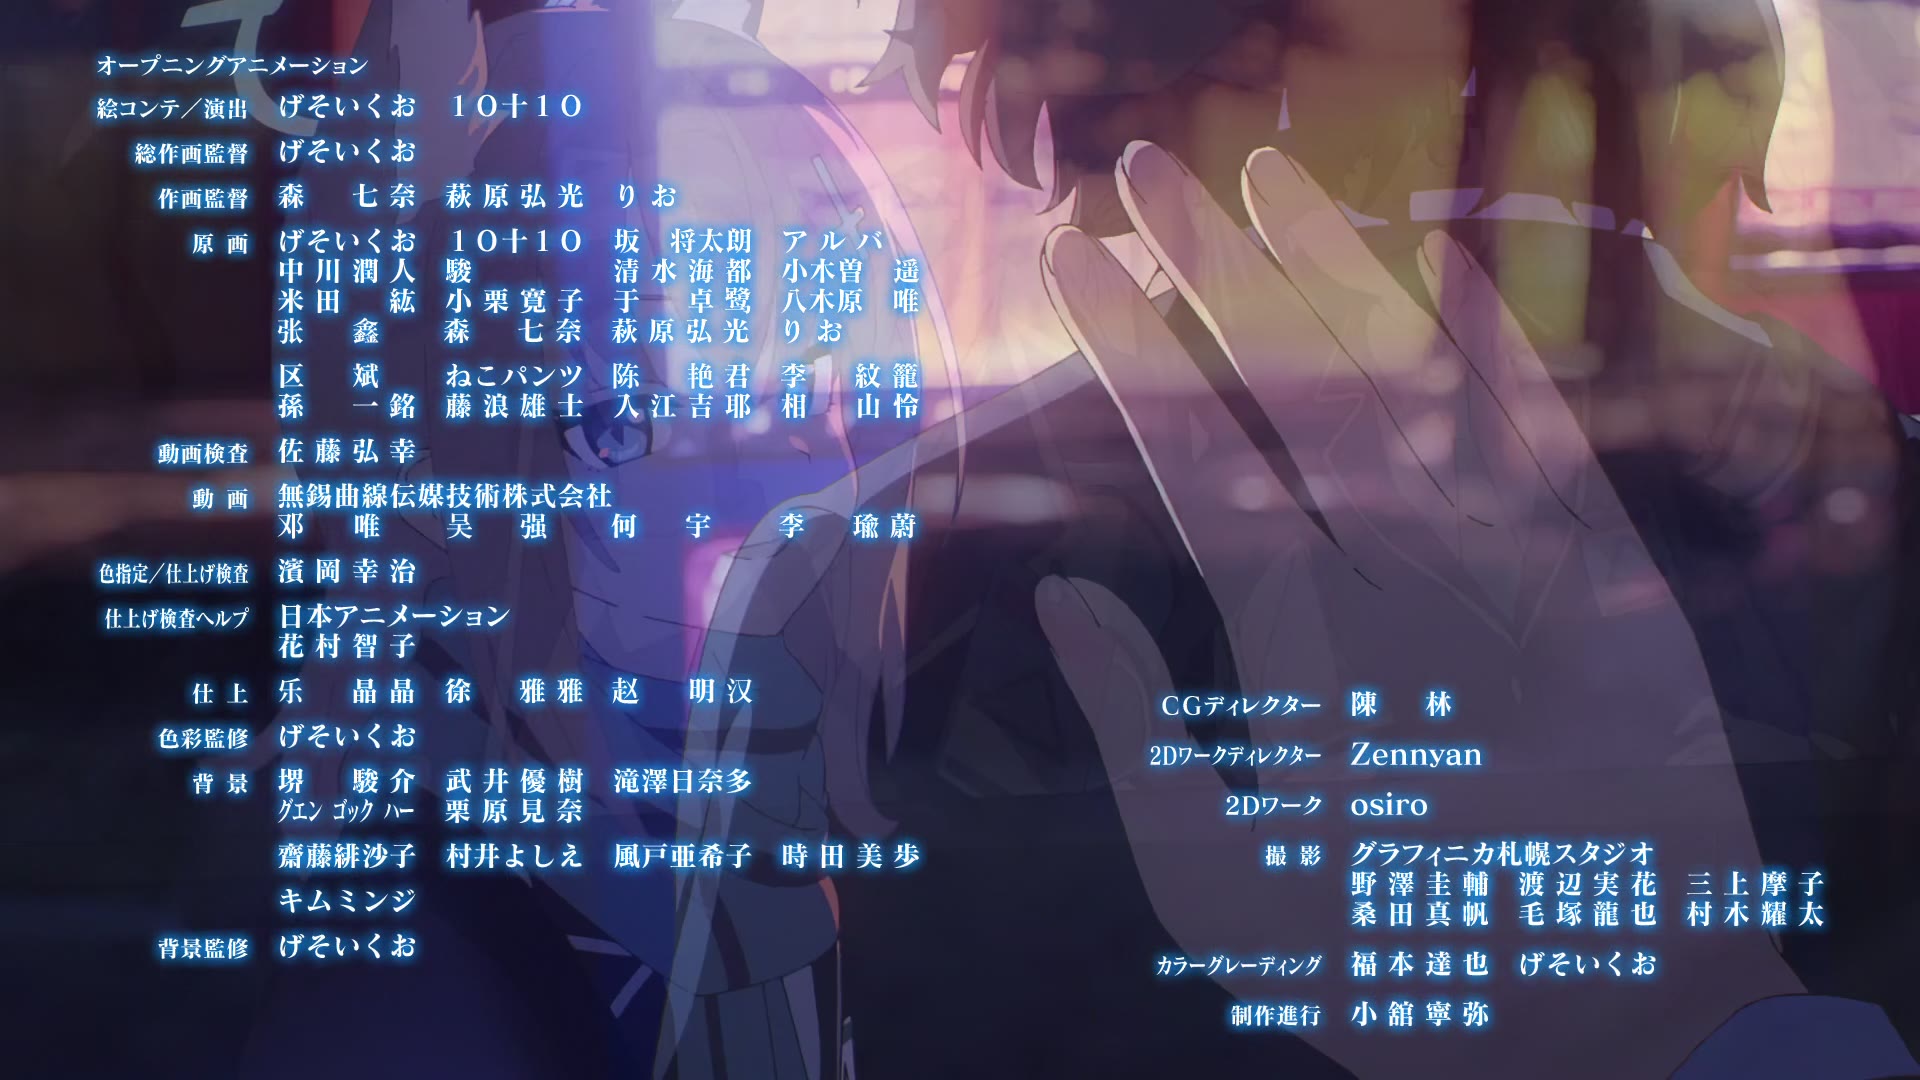 オープニングアニメーション
絵コンテ／演出 げそいくお 10十10
総作画監督 げそいくお
作画監督 森 七奈 萩原弘光 りお
原画 げそいくお 10十10 坂 将太朗 アルバ
中川潤人 駿 清水海都 小木曽 遥
米田 紘 小栗寛子 于 卓鹭 八木原 唯
张 鑫 森 七奈 萩原弘光 りお
区 斌 ねこパンツ 陈 艳君 李 紋籠
孫 一銘 藤浪雄士 入江吉耶 相 山怜
動画検査 佐藤弘幸
動画 無錫曲線伝媒技術株式会社
邓 唯 吴 强 何 宇 李 瑜蔚
色指定／仕上げ検査 濱岡幸治
仕上げ検査ヘルプ 日本アニメーション
花村智子
仕上 乐 晶晶 徐 雅雅 赵 明汉
色彩監修 げそいくお
背景 堺 駿介 武井優樹 滝澤日奈多
グエン ゴック ハー 栗原見奈
齋藤緋沙子 村井よしえ 風戸亜希子 時田美歩
キムミンジ
背景監修 げそいくお
CGディレクター 陳 林
2Dワークディレクター Zennyan
2Dワーク osiro
撮影 グラフィニカ札幌スタジオ
野澤圭輔 渡辺実花 三上摩子
桑田真帆 毛塚龍也 村木耀太
カラーグレーディング 福本達也 げそいくお
制作進行 小舘寧弥